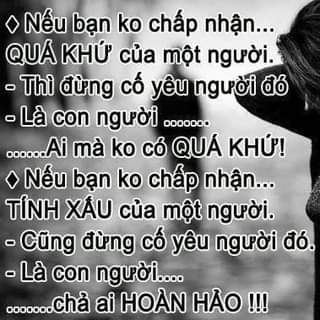 ♦ Nếu bạn ko chấp nhận...
QUÁ KHỨ của một người.
- Thì đừng cố yêu người đó
- Là con người .......
......Ai mà ko có QUÁ KHỨ!
♦ Nếu bạn ko chấp nhận...
TÍNH XẤU của một người.
- Cũng đừng cố yêu người đó.
- Là con người....
.......chả ai HOÀN HẢO !!!